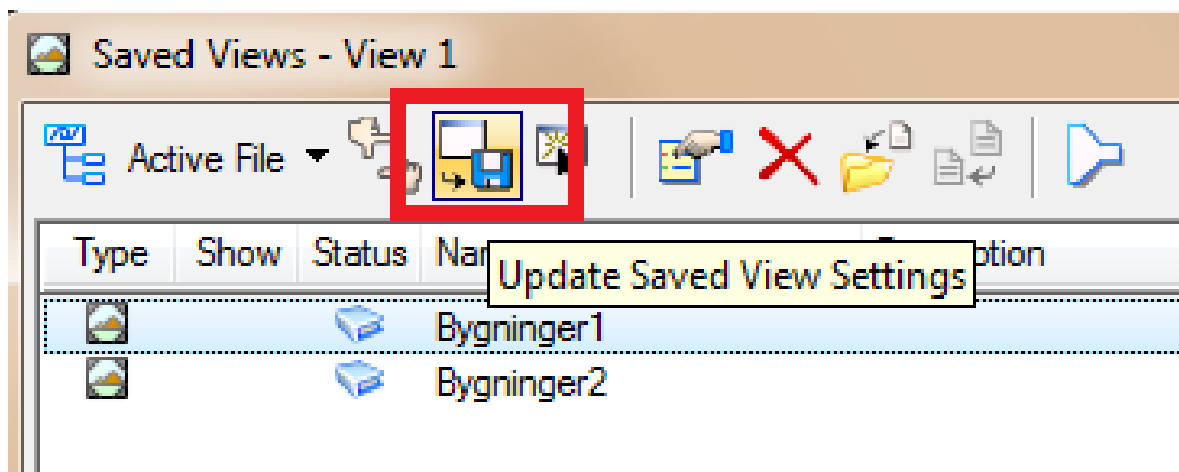 Saved Views - View 1
Active File
Type Show Status
Update Saved View Settings
Bygninger1
Bygninger2